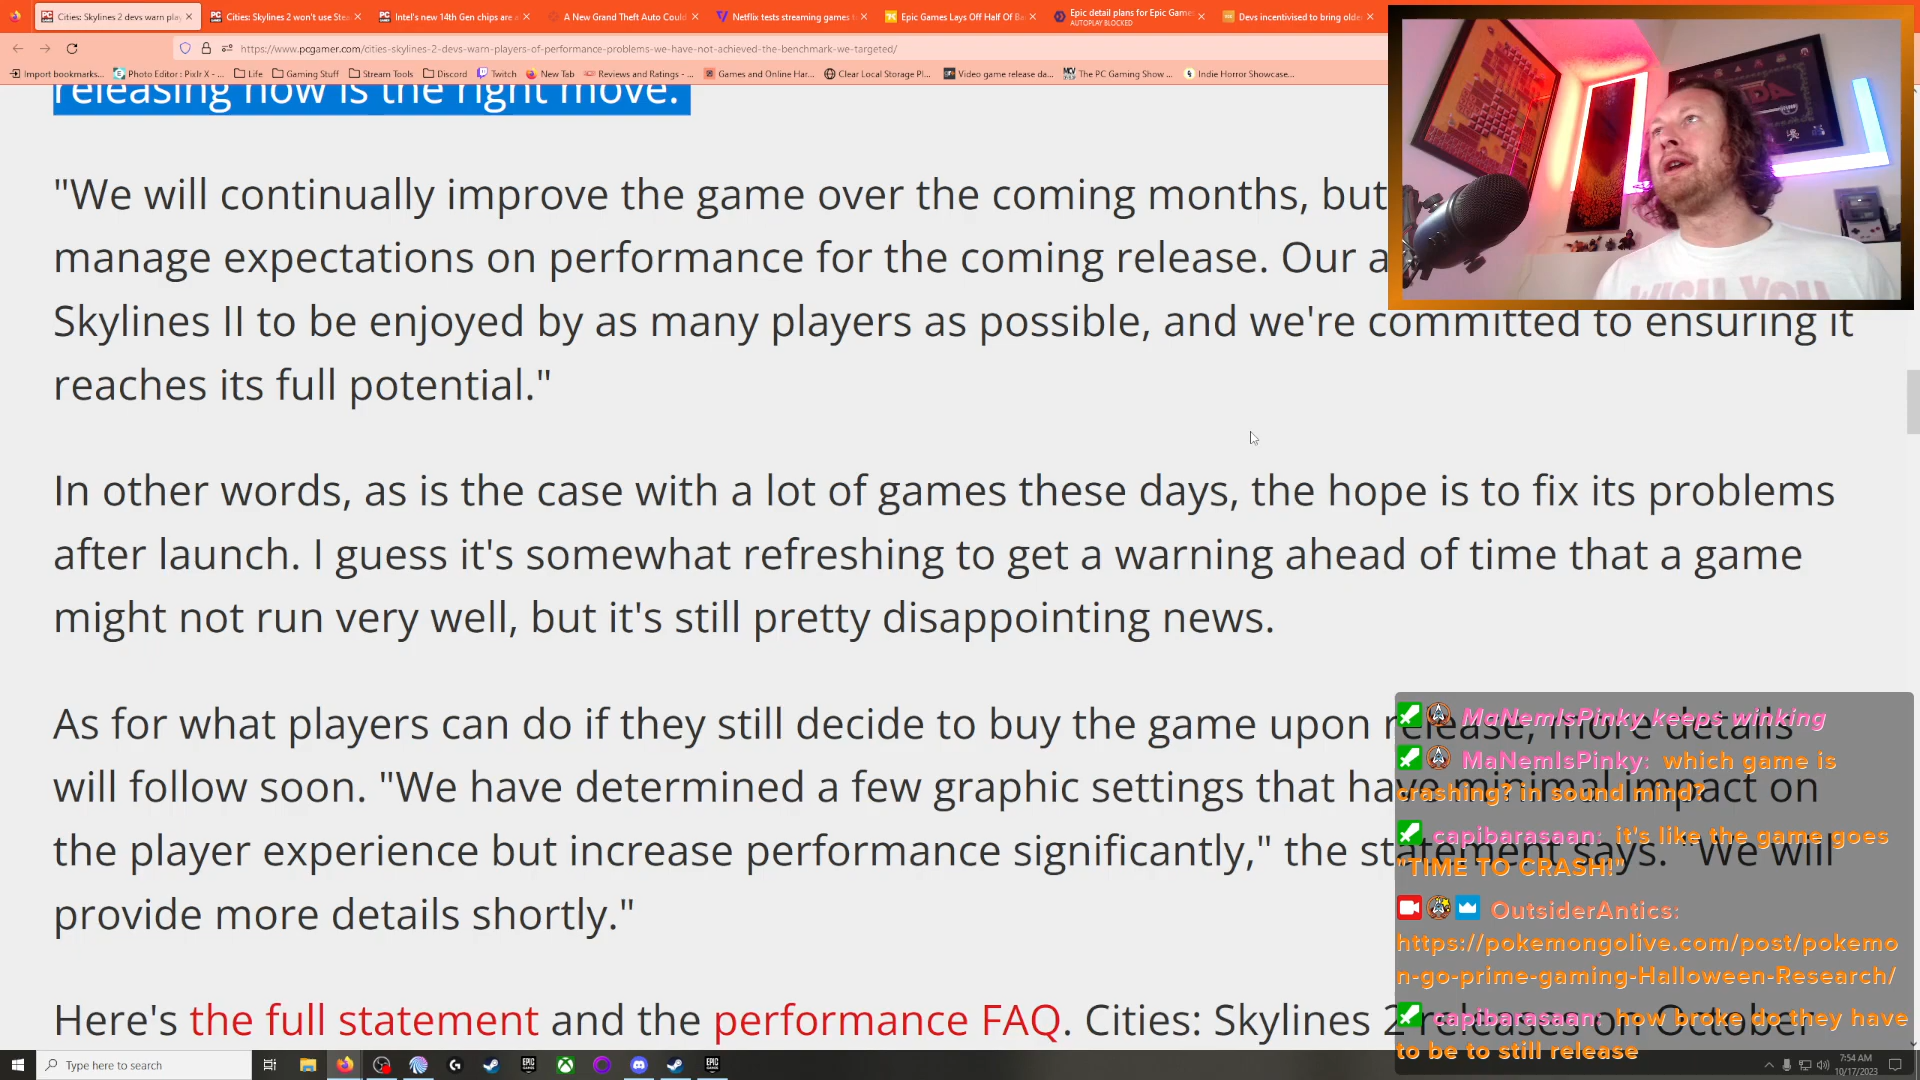 Cities: Skylines 2 devs warn play
Cities: Skylines 2 won't use Stea
Intel's new 14th Gen chips are a
A New Grand Theft Auto Could
Netflix tests streaming games t
Epic Games Lays Off Half Of Ba
Epic detail plans for Epic Games
AUTOPLAY BLOCKED
Devs incentivised to bring olde
https://www.pcgamer.com/cities-skylines-2-devs-warn-players-of-performance-problems-we-have-not-achieved-the-benchmark-we-targeted/
Import bookmarks...
Photo Editor : Pixlr X - ...
Life
Gaming Stuff
Stream Tools
Discord
Twitch
New Tab
Reviews and Ratings - ...
Games and Online Har...
Clear Local Storage Pl...
Video game release da...
The PC Gaming Show ...
Indie Horror Showcase...
releasing now is the right move.
"We will continually improve the game over the coming months, but
manage expectations on performance for the coming release. Our a
Skylines II to be enjoyed by as many players as possible, and we're committed to ensuring it
reaches its full potential."
In other words, as is the case with a lot of games these days, the hope is to fix its problems
after launch. I guess it's somewhat refreshing to get a warning ahead of time that a game
might not run very well, but it's still pretty disappointing news.
As for what players can do if they still decide to buy the game upon release, more details
will follow soon. "We have determined a few graphic settings that have minimal impact on
the player experience but increase performance significantly," the statement says. "We will
provide more details shortly."
Here's the full statement and the performance FAQ. Cities: Skylines 2 releases on October
MaNemIsPinky keeps winking
MaNemIsPinky: which game is
crashing? in sound mind?
capibarasaan: it's like the game goes
"TIME TO CRASH!"
OutsiderAntics:
https://pokemongolive.com/post/pokemo
n-go-prime-gaming-Halloween-Research/
capibarasaan: how broke do they have
to be to still release
Type here to search
7:54 AM
10/17/2023